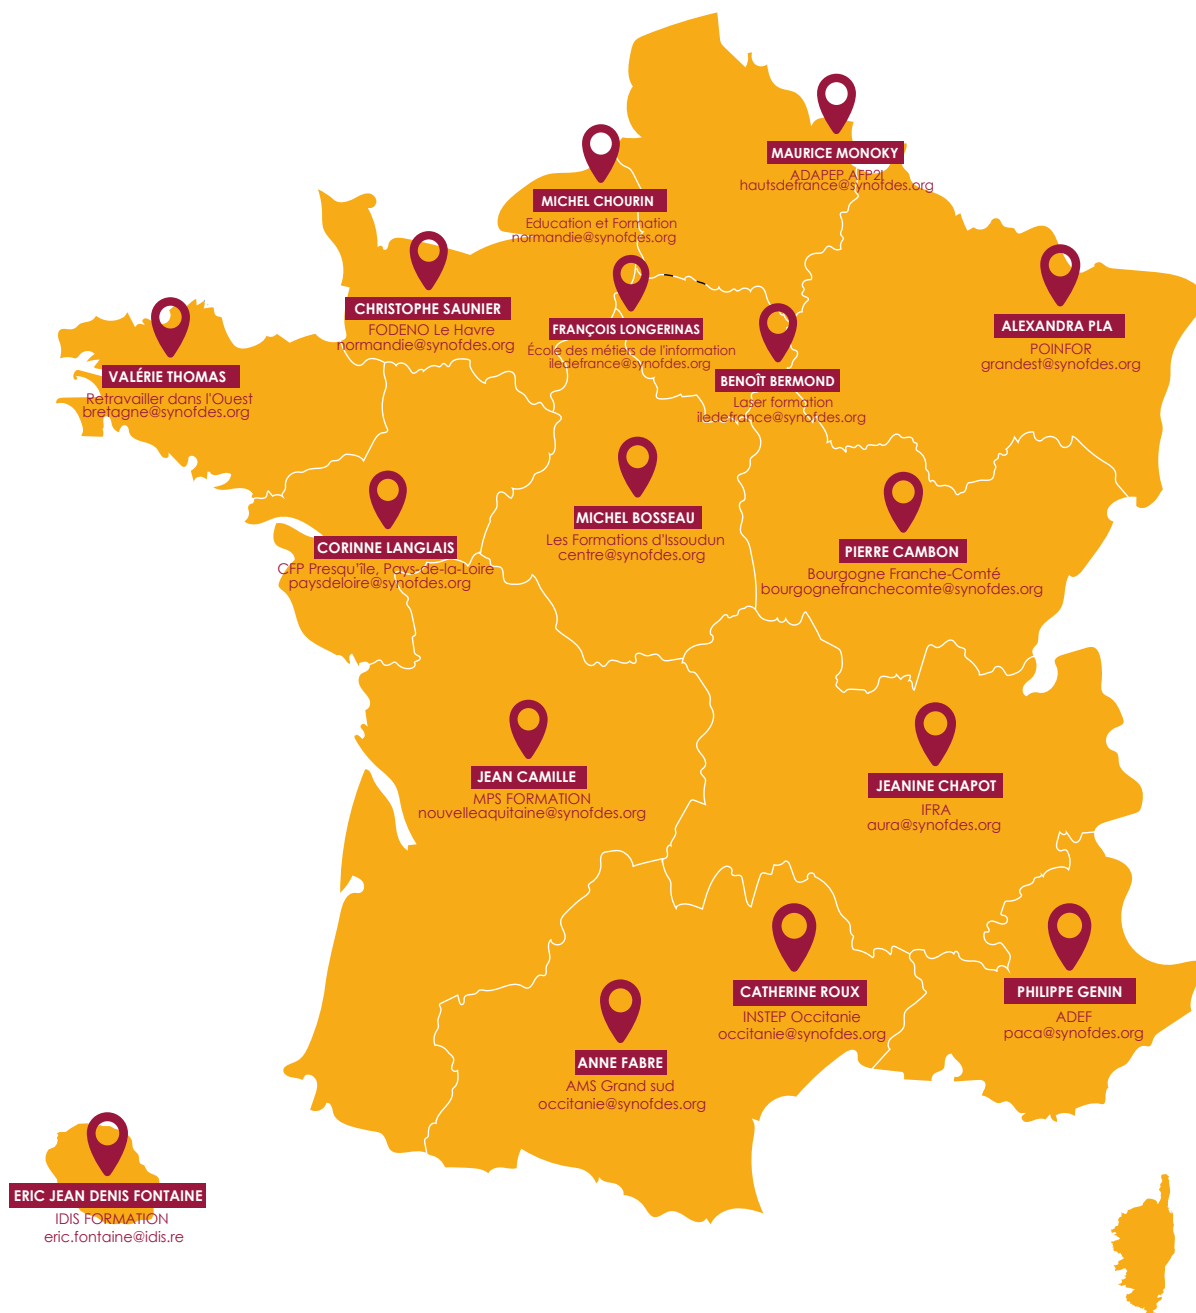 MAURICE MONOKY
ADAPEP AFP2I
hautsdefrance@synofdes.org
MICHEL CHOURIN
Education et Formation
normandie@synofdes.org
CHRISTOPHE SAUNIER
FODENO Le Havre
normandie@synofdes.org
FRANÇOIS LONGERINAS
École des métiers de l'information
iledefrance@synofdes.org
ALEXANDRA PLA
POINFOR
grandest@synofdes.org
VALÉRIE THOMAS
Retravailler dans l'Ouest
bretagne@synofdes.org
BENOÎT BERMOND
Laser formation
iledefrance@synofdes.org
MICHEL BOSSEAU
Les Formations d'Issoudun
centre@synofdes.org
CORINNE LANGLAIS
CFP Presqu'île, Pays-de-la-Loire
paysdeloire@synofdes.org
PIERRE CAMBON
Bourgogne Franche-Comté
bourgognefranchecomte@synofdes.org
JEAN CAMILLE
MPS FORMATION
nouvelleaquitaine@synofdes.org
JEANINE CHAPOT
IFRA
aura@synofdes.org
CATHERINE ROUX
INSTEP Occitanie
occitanie@synofdes.org
PHILIPPE GENIN
ADEF
paca@synofdes.org
ANNE FABRE
AMS Grand sud
occitanie@synofdes.org
ERIC JEAN DENIS FONTAINE
IDIS FORMATION
eric.fontaine@idis.re